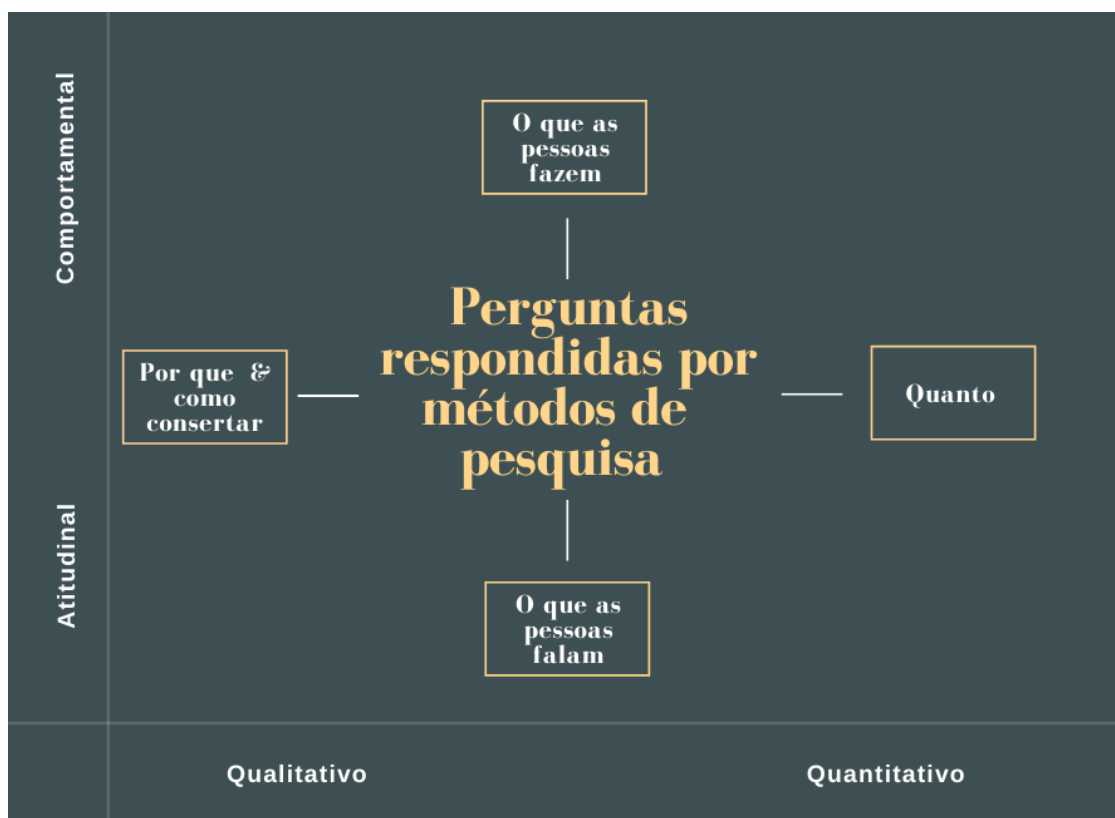 Comportamental
O que as
pessoas
fazem
Perguntas
respondidas por
métodos de
pesquisa
Por que & 
como
consertar
Quanto
Atitudinal
O que as
pessoas
falam
Qualitativo
Quantitativo